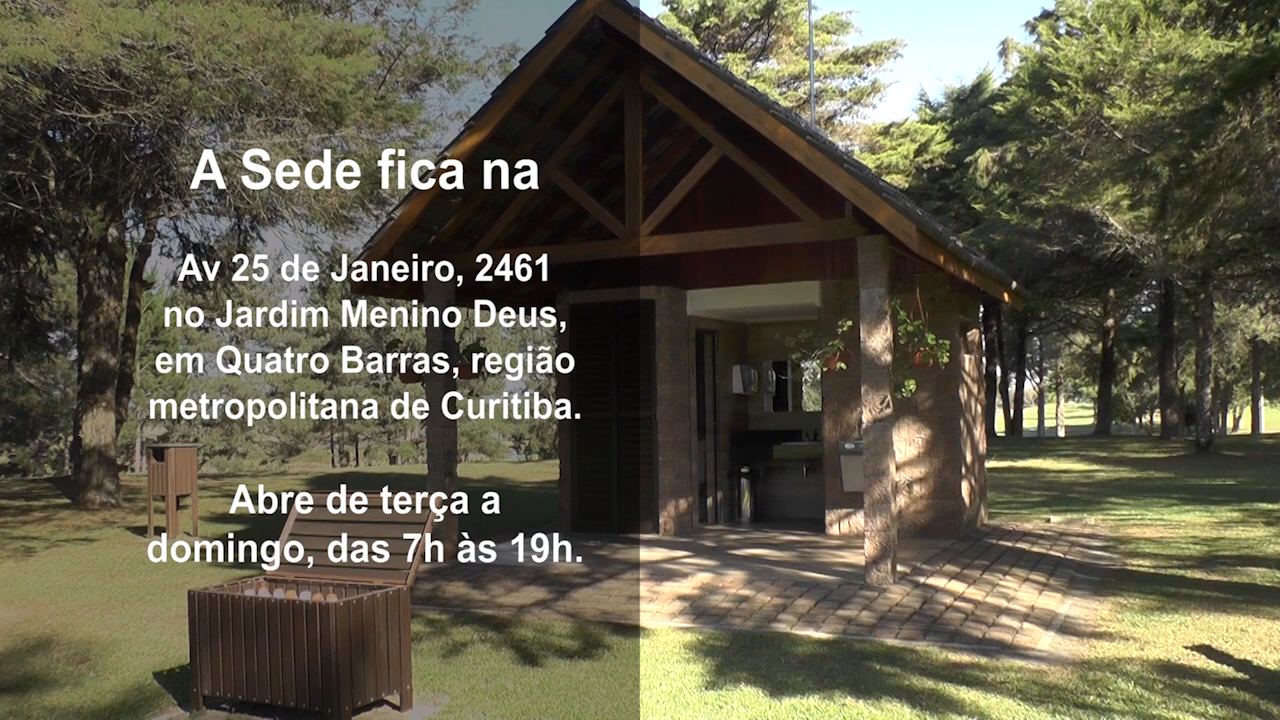 A Sede fica na
Av 25 de Janeiro, 2461
no Jardim Menino Deus,
em Quatro Barras, região
metropolitana de Curitiba.
Abre de terça a
domingo, das 7h às 19h.